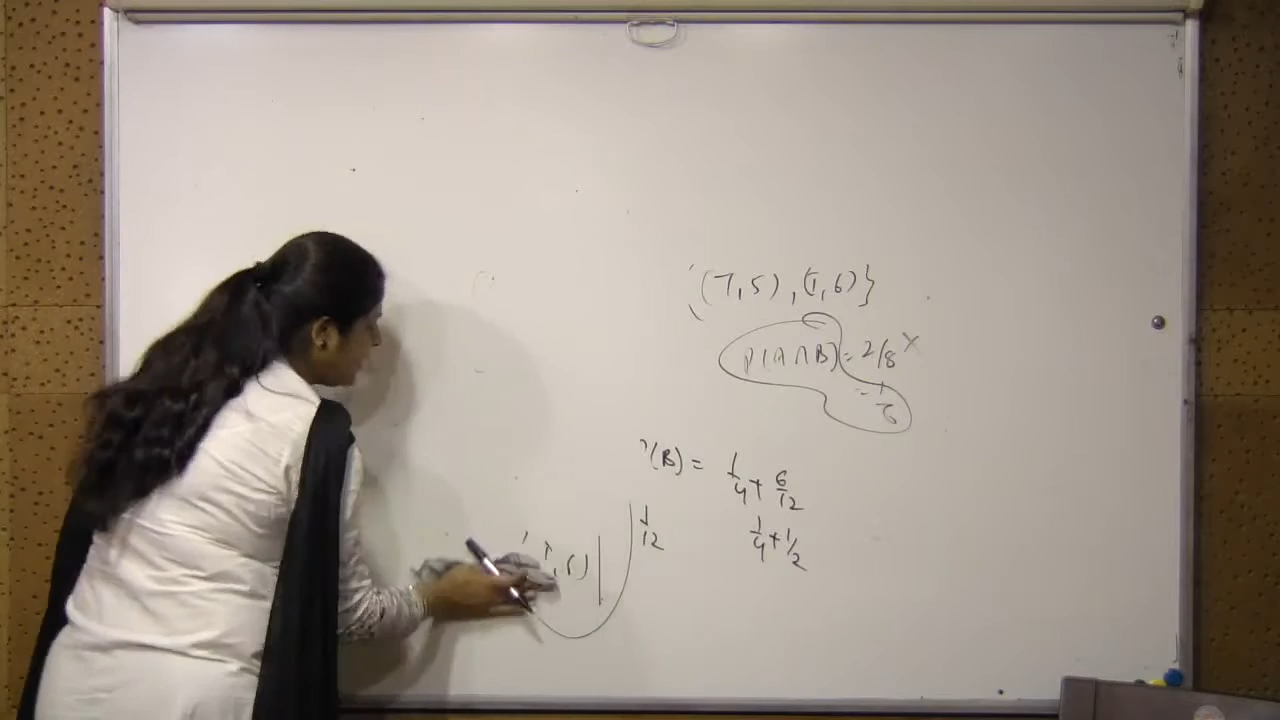 (T,5), (T,6)}
P(A∩B) = 2/8 ×
= 1/6
(B) = 1/4 + 6/12
1/4 + 1/2
1/12